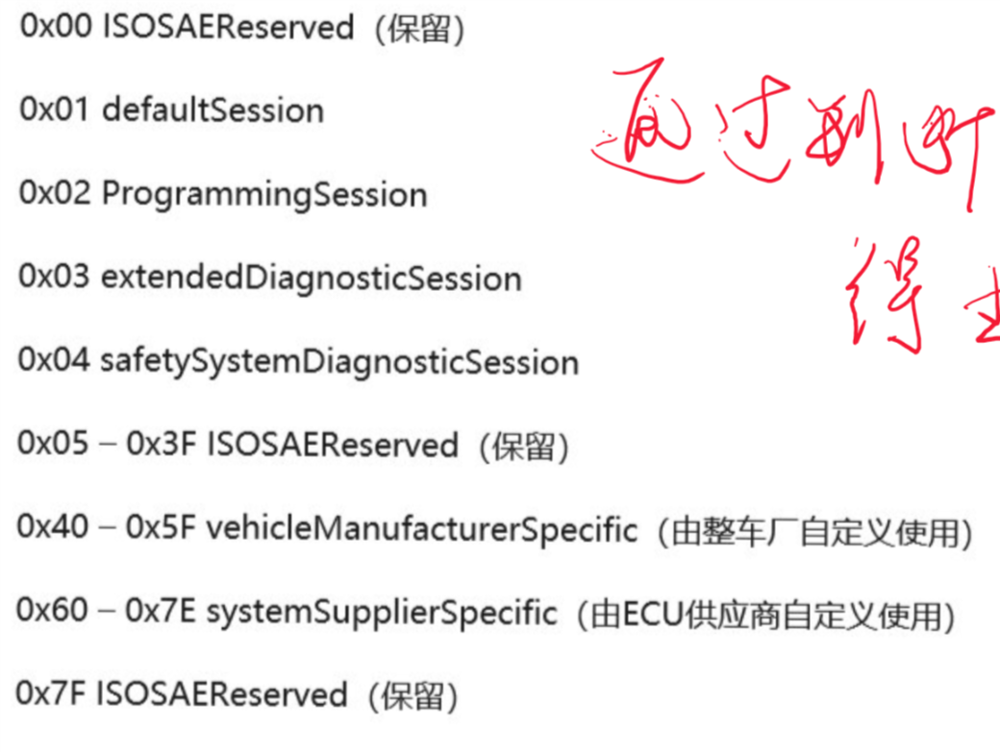 0x00 ISOSAEReserved（保留）
0x01 defaultSession
通过判断
0x02 ProgrammingSession
0x03 extendedDiagnosticSession
得
0x04 safetySystemDiagnosticSession
0x05 – 0x3F ISOSAEReserved（保留）
0x40 – 0x5F vehicleManufacturerSpecific（由整车厂自定义使用）
0x60 – 0x7E systemSupplierSpecific（由ECU供应商自定义使用）
0x7F ISOSAEReserved（保留）